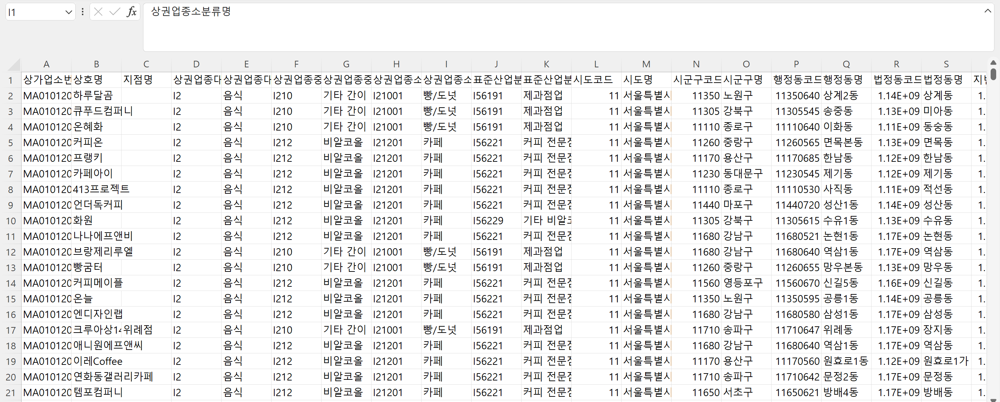 I1 fx 상권업종소분류명
A B C D E F G H I J K L M N O P Q R S
1 상가업소번 상호명 지점명 상권업종대 상권업종대 상권업종중 상권업종중 상권업종소 상권업종소 표준산업분 표준산업분 시도코드 시도명 시군구코드 시군구명 행정동코드 행정동명 법정동코드 법정동명
2 MA010120 하루달곰 I2 음식 I210 기타 간이 I21001 빵/도넛 I56191 제과점업 11 서울특별시 11350 노원구 11350640 상계2동 1.14E+09 상계동 1.
3 MA010120 큐푸드컴퍼니 I2 음식 I210 기타 간이 I21001 빵/도넛 I56191 제과점업 11 서울특별시 11305 강북구 11305545 송중동 1.13E+09 미아동 1.
4 MA010120 온혜화 I2 음식 I210 기타 간이 I21001 빵/도넛 I56191 제과점업 11 서울특별시 11110 종로구 11110640 이화동 1.11E+09 동숭동 1.
5 MA010120 커피온 I2 음식 I212 비알코올 I21201 카페 I56221 커피 전문점 11 서울특별시 11260 중랑구 11260565 면목본동 1.13E+09 면목동 1.
6 MA010120 프랭키 I2 음식 I212 비알코올 I21201 카페 I56221 커피 전문점 11 서울특별시 11170 용산구 11170685 한남동 1.12E+09 한남동 1.
7 MA010120 카페아이 I2 음식 I212 비알코올 I21201 카페 I56221 커피 전문점 11 서울특별시 11230 동대문구 11230545 제기동 1.12E+09 제기동 1.
8 MA010120 413프로젝트 I2 음식 I212 비알코올 I21201 카페 I56221 커피 전문점 11 서울특별시 11110 종로구 11110530 사직동 1.11E+09 적선동 1.
9 MA010120 언더독커피 I2 음식 I212 비알코올 I21201 카페 I56221 커피 전문점 11 서울특별시 11440 마포구 11440720 성산1동 1.14E+09 성산동 1.
10 MA010120 화원 I2 음식 I212 비알코올 I21201 카페 I56229 기타 비알코 11 서울특별시 11305 강북구 11305615 수유1동 1.13E+09 수유동 1.
11 MA010120 나나에프앤비 I2 음식 I212 비알코올 I21201 카페 I56221 커피 전문점 11 서울특별시 11680 강남구 11680521 논현1동 1.17E+09 논현동 1.
12 MA010120 브랑제리루엘 I2 음식 I210 기타 간이 I21001 빵/도넛 I56191 제과점업 11 서울특별시 11680 강남구 11680640 역삼1동 1.17E+09 역삼동 1.
13 MA010120 빵굼터 I2 음식 I210 기타 간이 I21001 빵/도넛 I56191 제과점업 11 서울특별시 11260 중랑구 11260655 망우본동 1.13E+09 망우동 1.
14 MA010120 커피메이플 I2 음식 I212 비알코올 I21201 카페 I56221 커피 전문점 11 서울특별시 11560 영등포구 11560670 신길5동 1.16E+09 신길동 1.
15 MA010120 온늘 I2 음식 I212 비알코올 I21201 카페 I56221 커피 전문점 11 서울특별시 11350 노원구 11350595 공릉1동 1.14E+09 공릉동 1.
16 MA010120 엔디자인랩 I2 음식 I212 비알코올 I21201 카페 I56221 커피 전문점 11 서울특별시 11680 강남구 11680580 삼성1동 1.17E+09 삼성동 1.
17 MA010120 크루아상14 위례점 I2 음식 I210 기타 간이 I21001 빵/도넛 I56191 제과점업 11 서울특별시 11710 송파구 11710647 위례동 1.17E+09 장지동 1.
18 MA010120 애니원에프앤씨 I2 음식 I212 비알코올 I21201 카페 I56221 커피 전문점 11 서울특별시 11680 강남구 11680640 역삼1동 1.17E+09 역삼동 1.
19 MA010120 이레Coffee I2 음식 I212 비알코올 I21201 카페 I56221 커피 전문점 11 서울특별시 11170 용산구 11170560 원효로1동 1.12E+09 원효로1가 1.
20 MA010120 연화동갤러리카페 I2 음식 I212 비알코올 I21201 카페 I56221 커피 전문점 11 서울특별시 11710 송파구 11710642 문정2동 1.17E+09 문정동 1.
21 MA010120 템포컴퍼니 I2 음식 I212 비알코올 I21201 카페 I56221 커피 전문점 11 서울특별시 11650 서초구 11650621 방배4동 1.17E+09 방배동 1.